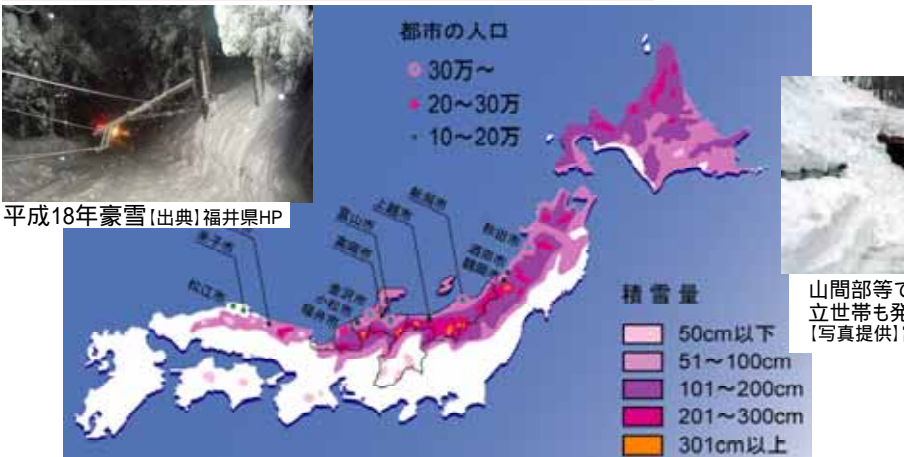 都市の人口
30万～
20～30万
10～20万
平成18年豪雪【出典】福井県HP
新潟市
上越市
富山市
高岡市
秋田市
酒田市
鶴岡市
米子市
松江市
金沢市
小松市
福井市
積雪量
50cm以下
51～100cm
101～200cm
201～300cm
301cm以上
山間部等で
立世帯も発
【写真提供】